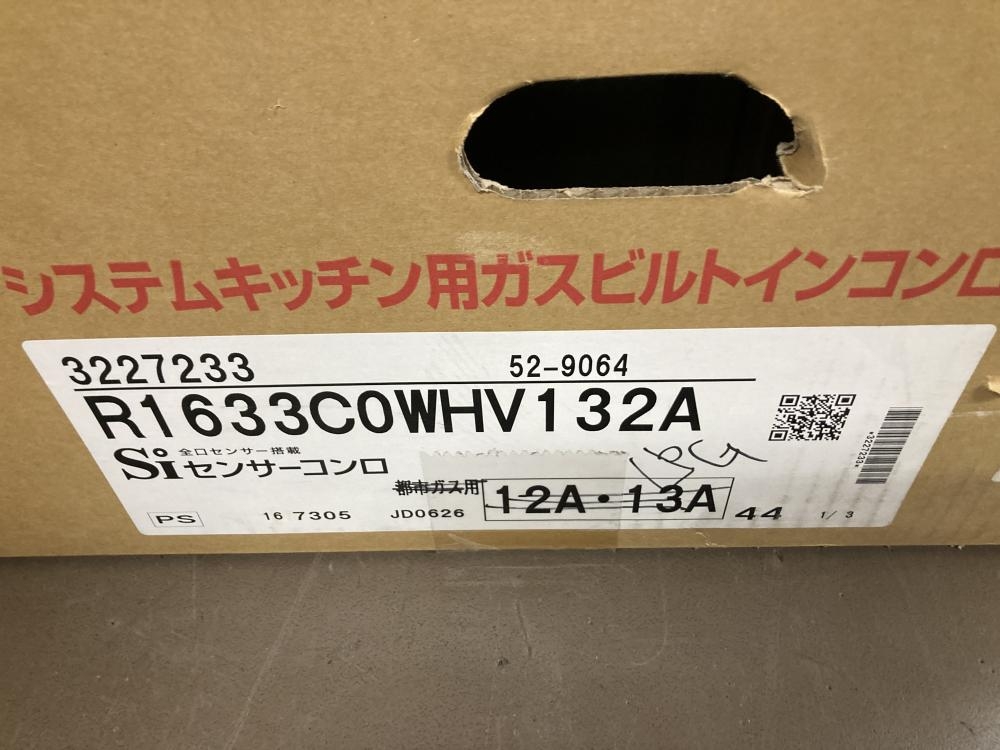 システムキッチン用ガスビルトインコンロ
3227233 52-9064
R1633C0WHV132A
Si 全口センサー搭載 センサーコンロ
LPG
都市ガス用 12A・13A
PS 16 7305 JD0626 44 1/3
*3227233*